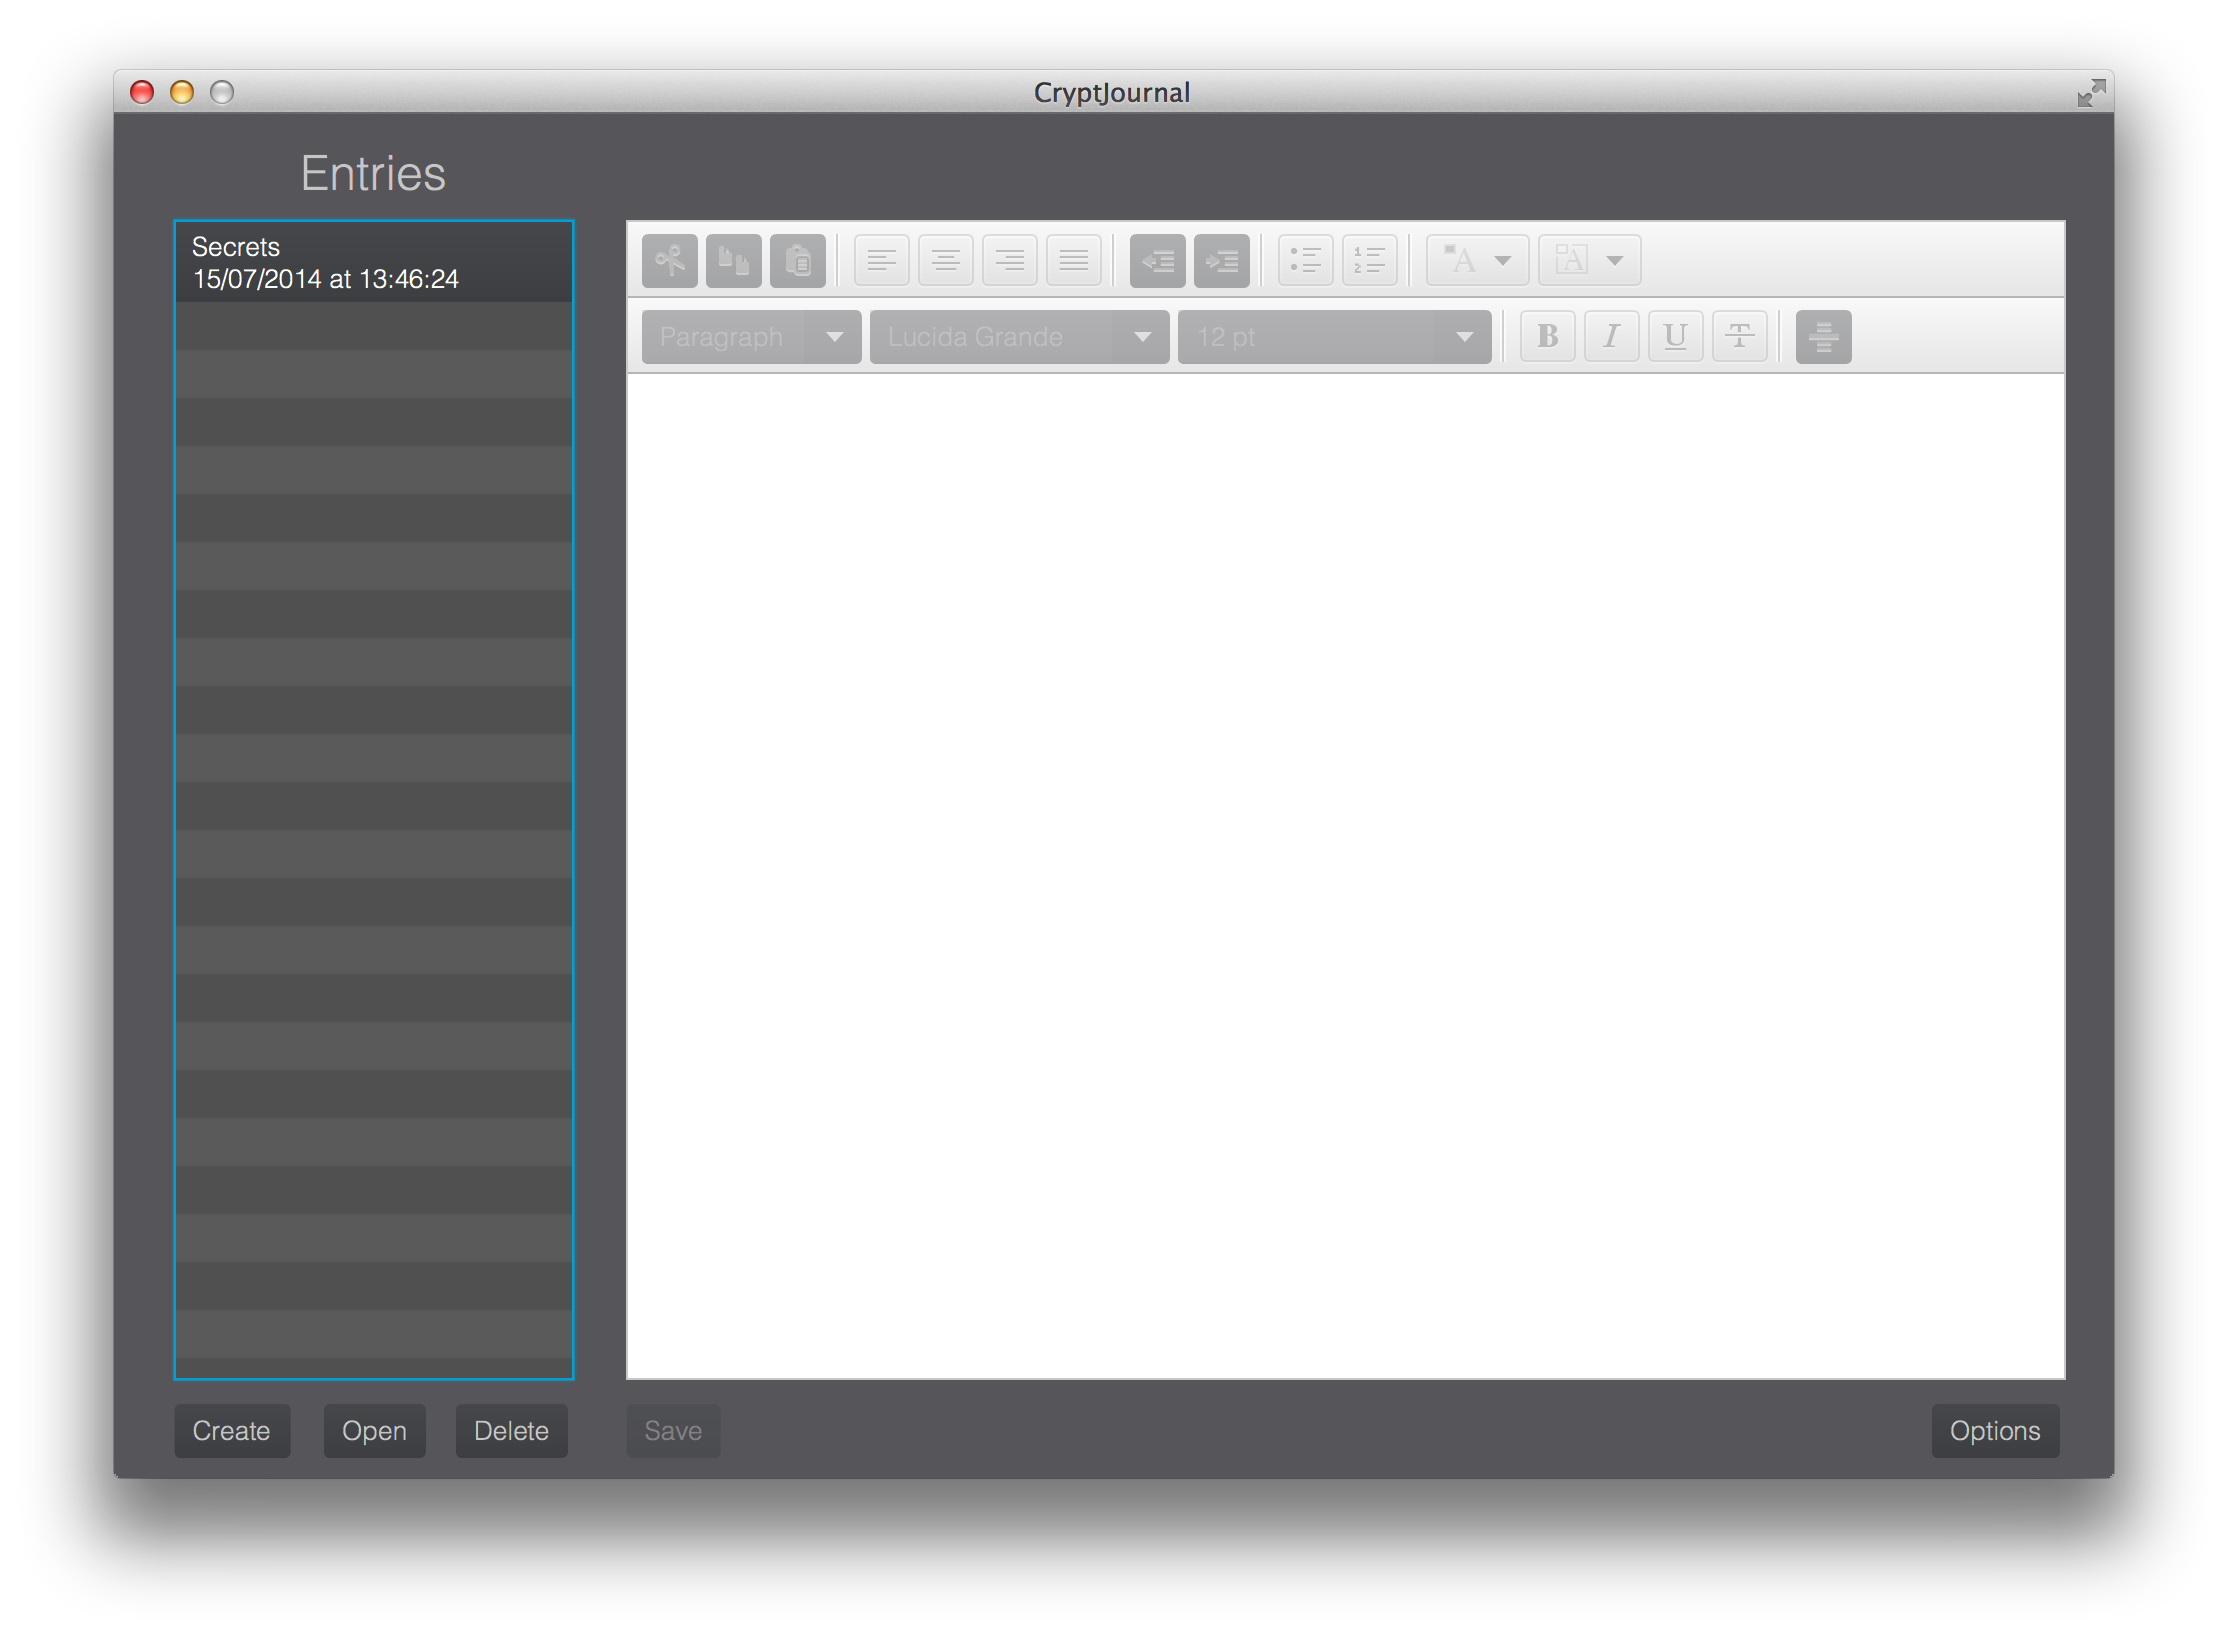 CryptJournal
Entries
Secrets
15/07/2014 at 13:46:24
Paragraph
Lucida Grande
12 pt
B I U T
Create
Open
Delete
Save
Options